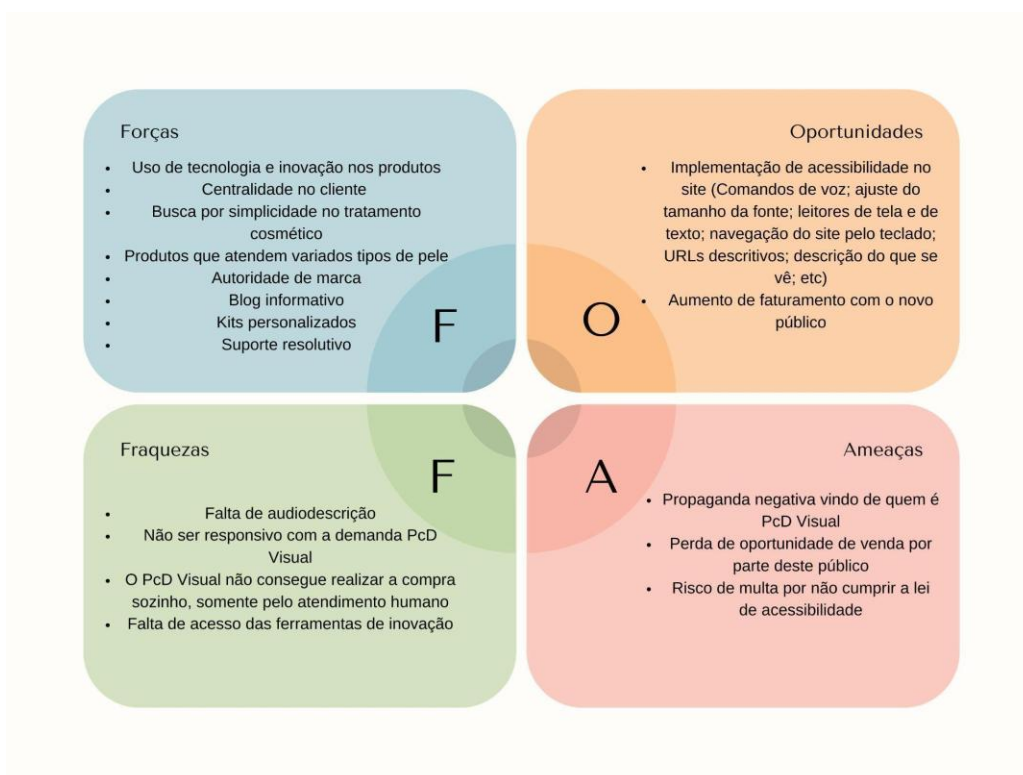 Forças
• Uso de tecnologia e inovação nos produtos
• Centralidade no cliente
• Busca por simplicidade no tratamento
cosmético
• Produtos que atendem variados tipos de pele
• Autoridade de marca
• Blog informativo
• Kits personalizados
• Suporte resolutivo
F
Oportunidades
• Implementação de acessibilidade no
site (Comandos de voz; ajuste do
tamanho da fonte; leitores de tela e de
texto; navegação do site pelo teclado;
URLs descritivos; descrição do que se
vê; etc)
• Aumento de faturamento com o novo
público
O
Fraquezas
F
• Falta de audiodescrição
• Não ser responsivo com a demanda PcD
Visual
• O PcD Visual não consegue realizar a compra
sozinho, somente pelo atendimento humano
• Falta de acesso das ferramentas de inovação
Ameaças
A
• Propaganda negativa vindo de quem é
PcD Visual
• Perda de oportunidade de venda por
parte deste público
• Risco de multa por não cumprir a lei
de acessibilidade